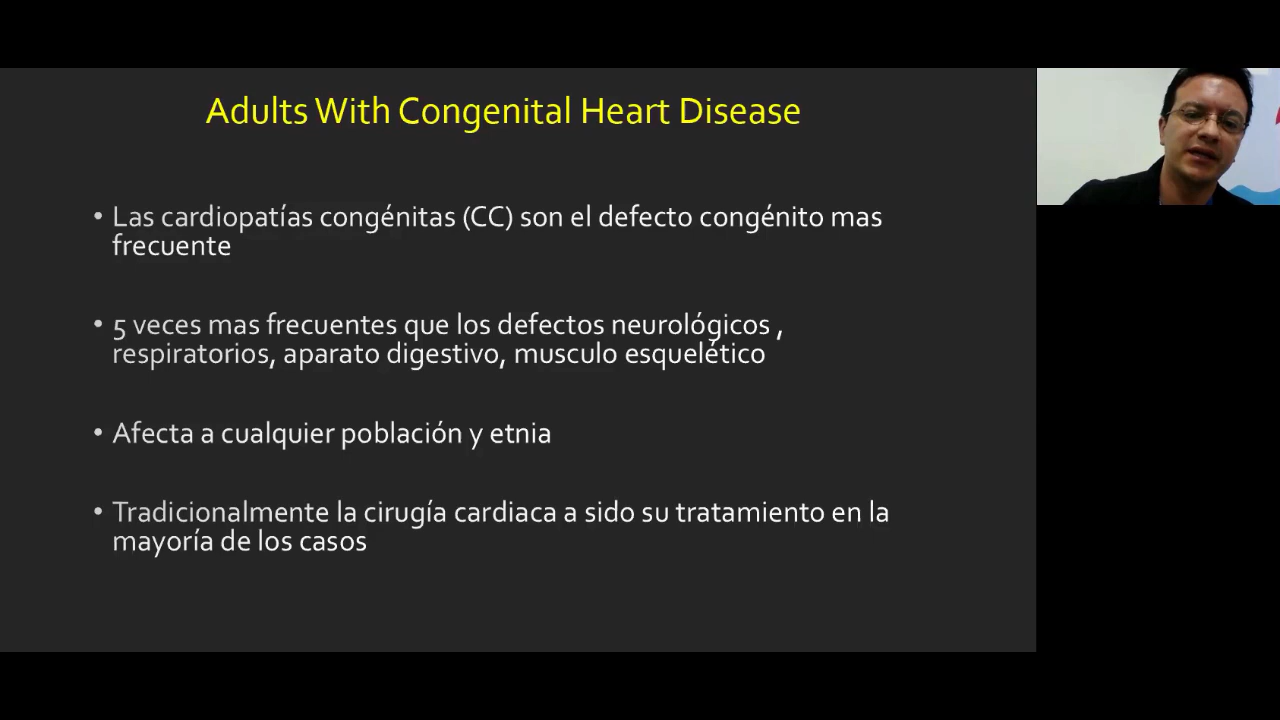 Adults With Congenital Heart Disease
• Las cardiopatías congénitas (CC) son el defecto congénito mas
frecuente
• 5 veces mas frecuentes que los defectos neurológicos ,
respiratorios, aparato digestivo, musculo esquelético
• Afecta a cualquier población y etnia
• Tradicionalmente la cirugía cardiaca a sido su tratamiento en la
mayoría de los casos